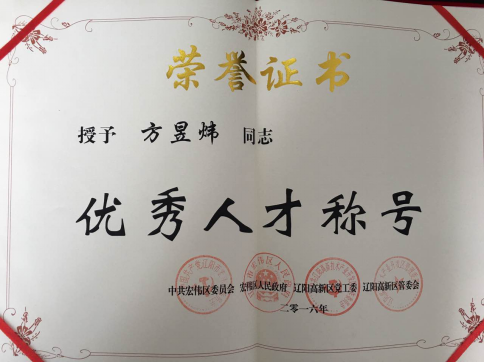 荣誉证书
授予 方昱炜 同志
优秀人才称号
中共宏伟区委员会 宏伟区人民政府 辽阳高新区党工委 辽阳高新区管委会
二零一六年